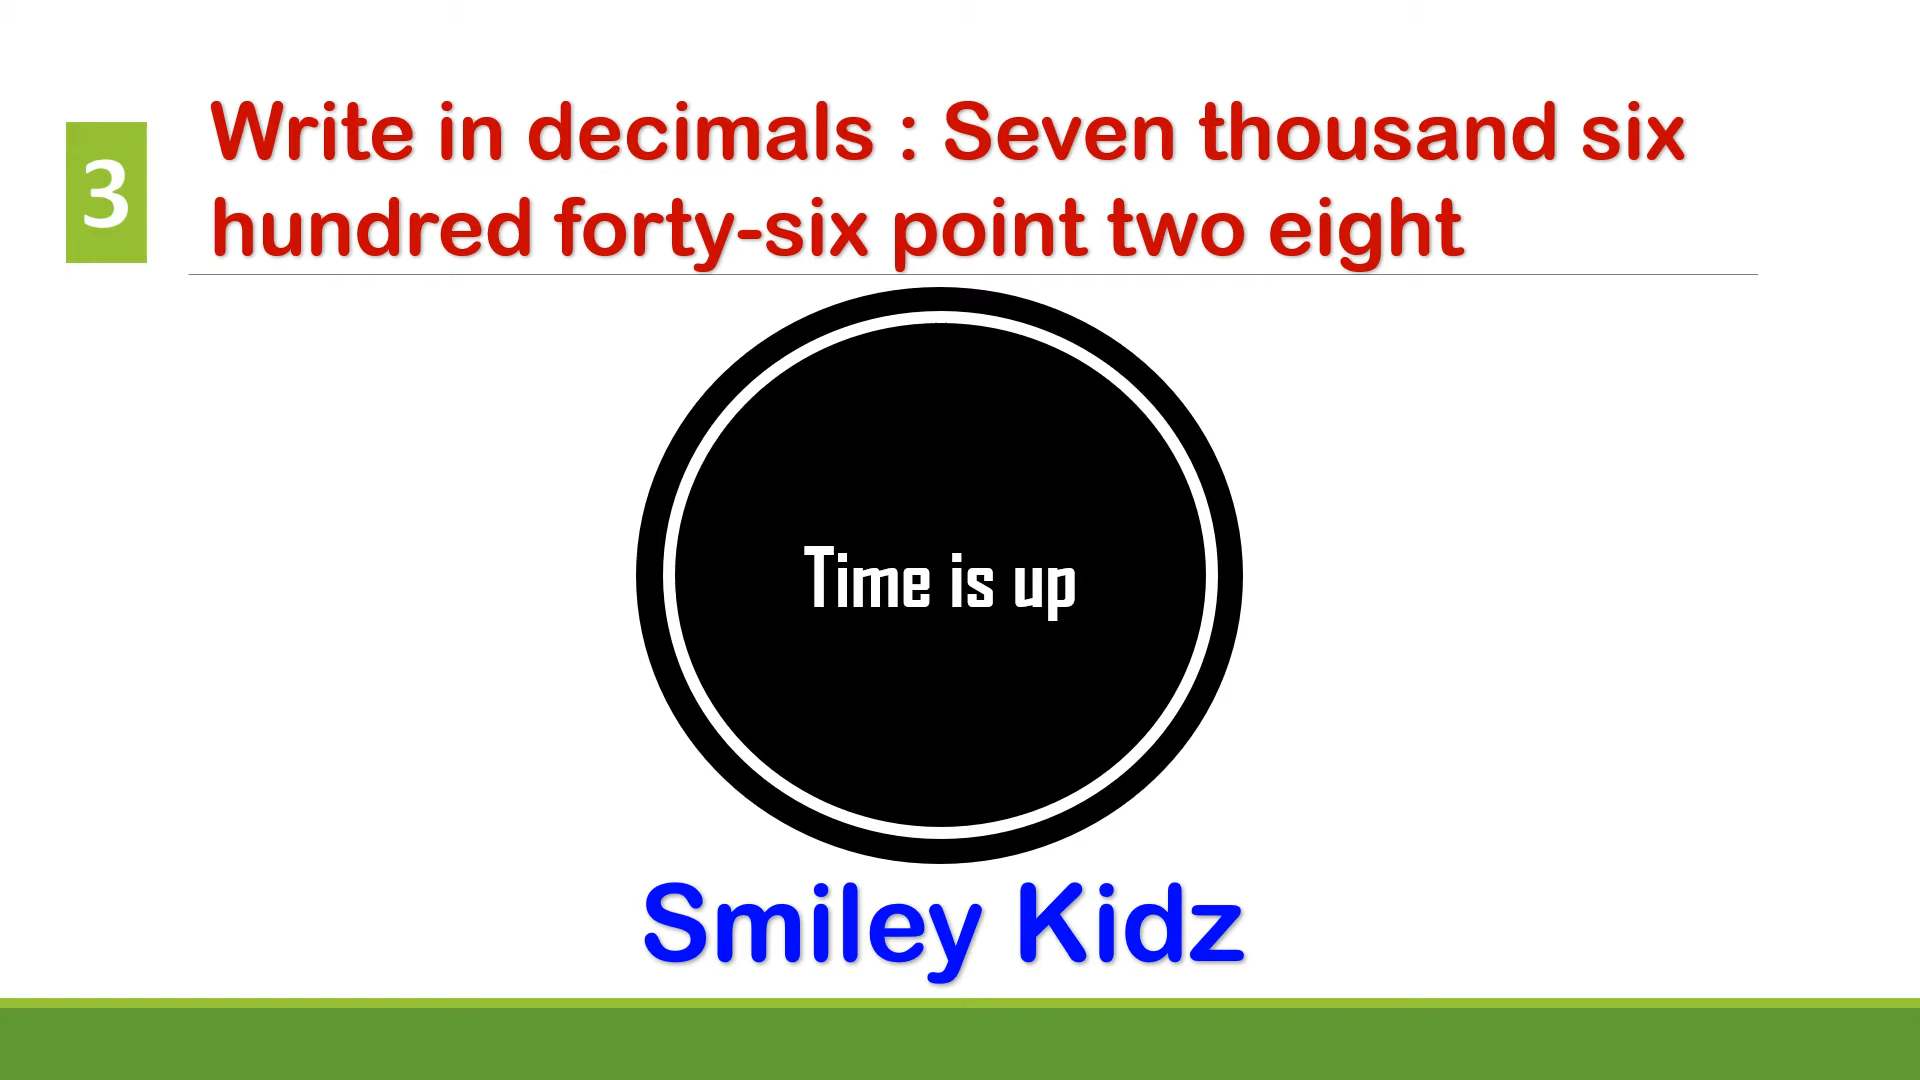 3
Write in decimals : Seven thousand six
hundred forty-six point two eight
Time is up
Smiley Kidz